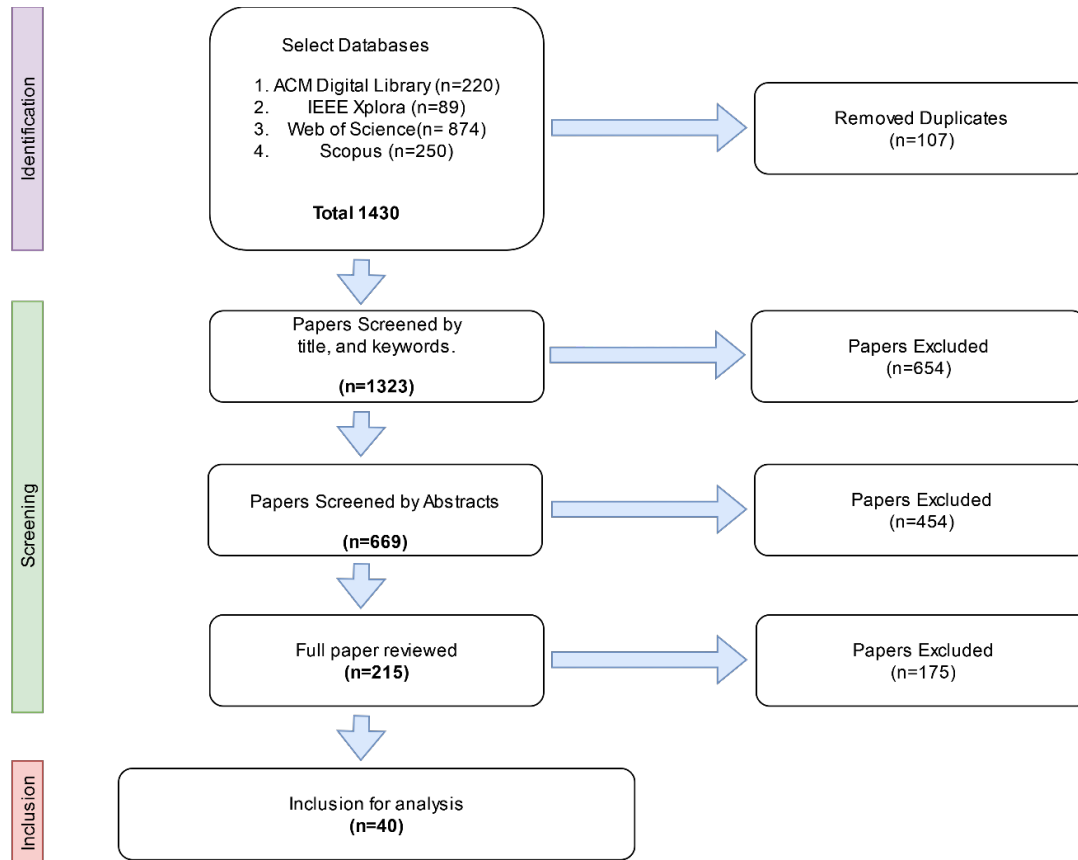 Identification
Select Databases
1. ACM Digital Library (n=220)
2. IEEE Xplora (n=89)
3. Web of Science(n= 874)
4. Scopus (n=250)
Total 1430
Removed Duplicates
(n=107)
Screening
Papers Screened by
title, and keywords.
(n=1323)
Papers Excluded
(n=654)
Papers Screened by Abstracts
(n=669)
Papers Excluded
(n=454)
Full paper reviewed
(n=215)
Papers Excluded
(n=175)
Inclusion
Inclusion for analysis
(n=40)